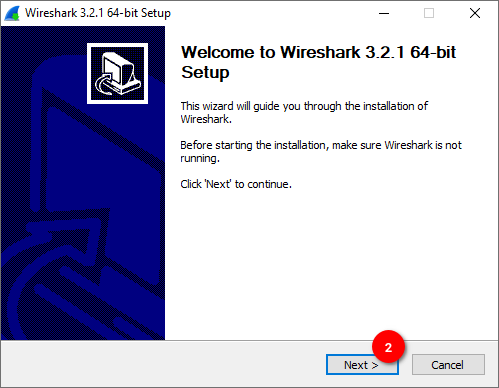 Wireshark 3.2.1 64-bit Setup
Welcome to Wireshark 3.2.1 64-bit
Setup
This wizard will guide you through the installation of
Wireshark.
Before starting the installation, make sure Wireshark is not
running.
Click 'Next' to continue.
2
Next >
Cancel